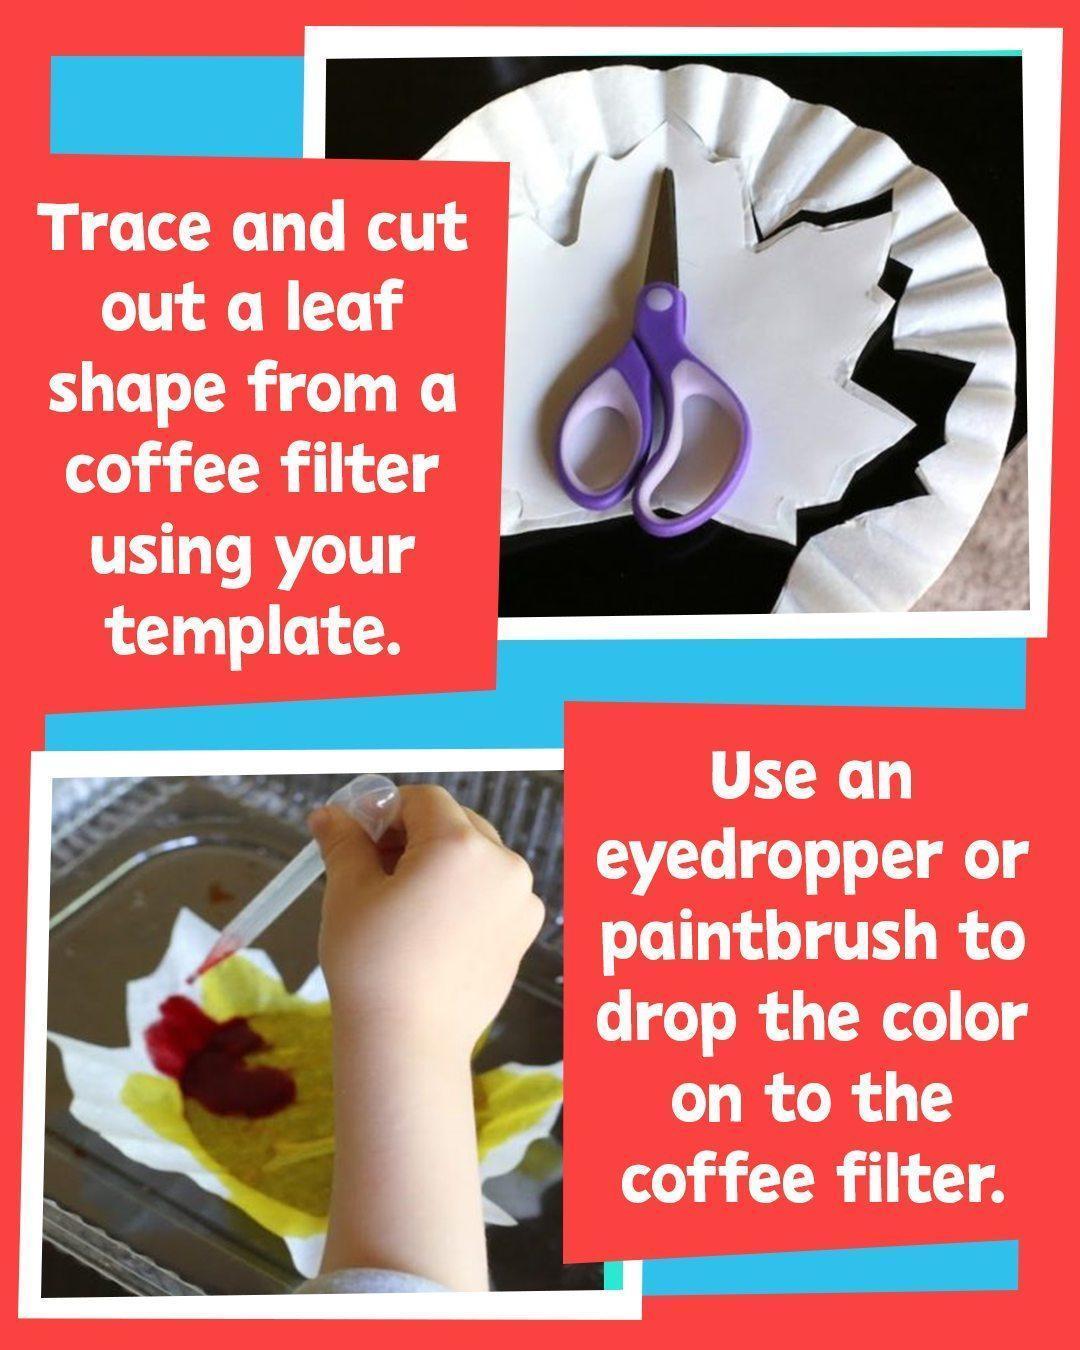 Trace and cut
out a leaf
shape from a
coffee filter
using your
template.
Use an
eyedropper or
paintbrush to
drop the color
on to the
coffee filter.